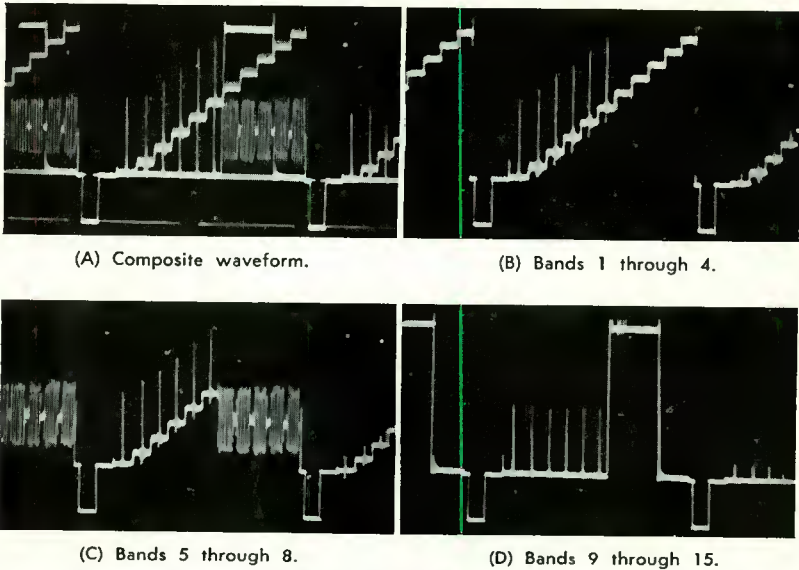 (A) Composite waveform.
(B) Bands 1 through 4.
(C) Bands 5 through 8.
(D) Bands 9 through 15.